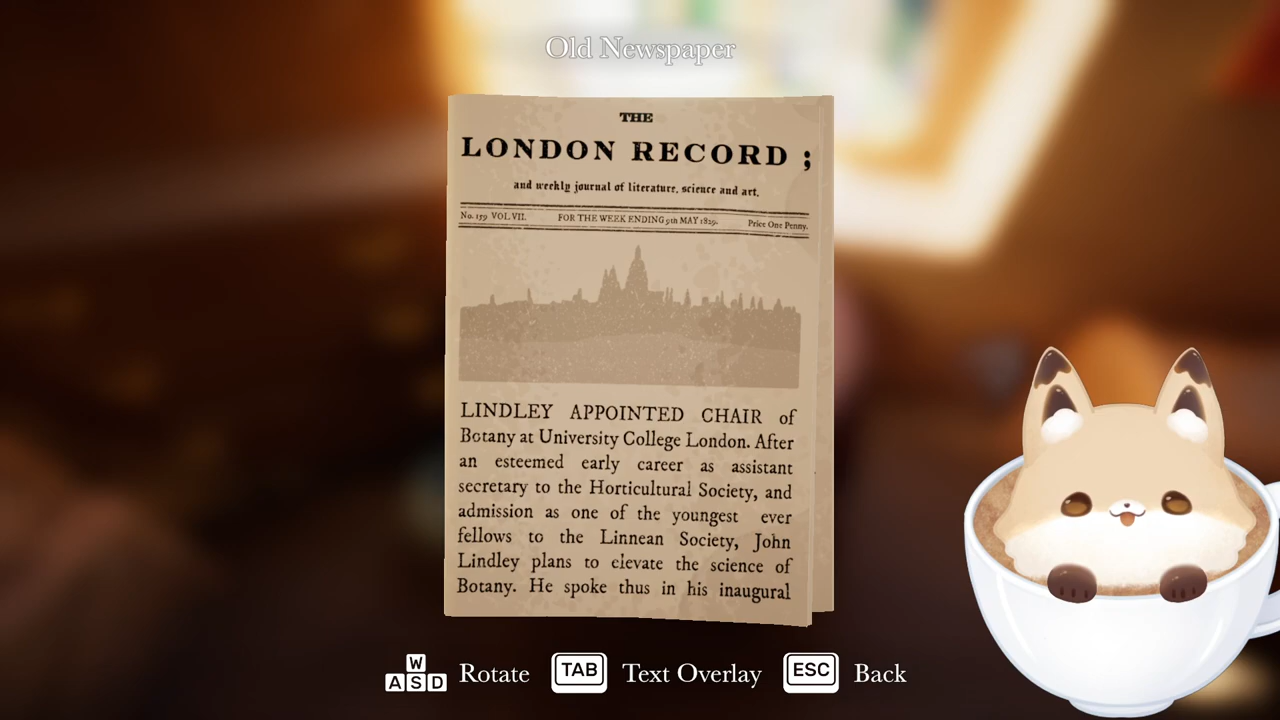 Old Newspaper
THE
LONDON RECORD ;
and weekly journal of literature, science and art.
No. 159 VOL.VII. FOR THE WEEK ENDING 9th MAY 1829. Price One Penny.
LINDLEY APPOINTED CHAIR of
Botany at University College London. After
an esteemed early career as assistant
secretary to the Horticultural Society, and
admission as one of the youngest ever
fellows to the Linnean Society, John
Lindley plans to elevate the science of
Botany. He spoke thus in his inaugural
W
A S D Rotate TAB Text Overlay ESC Back